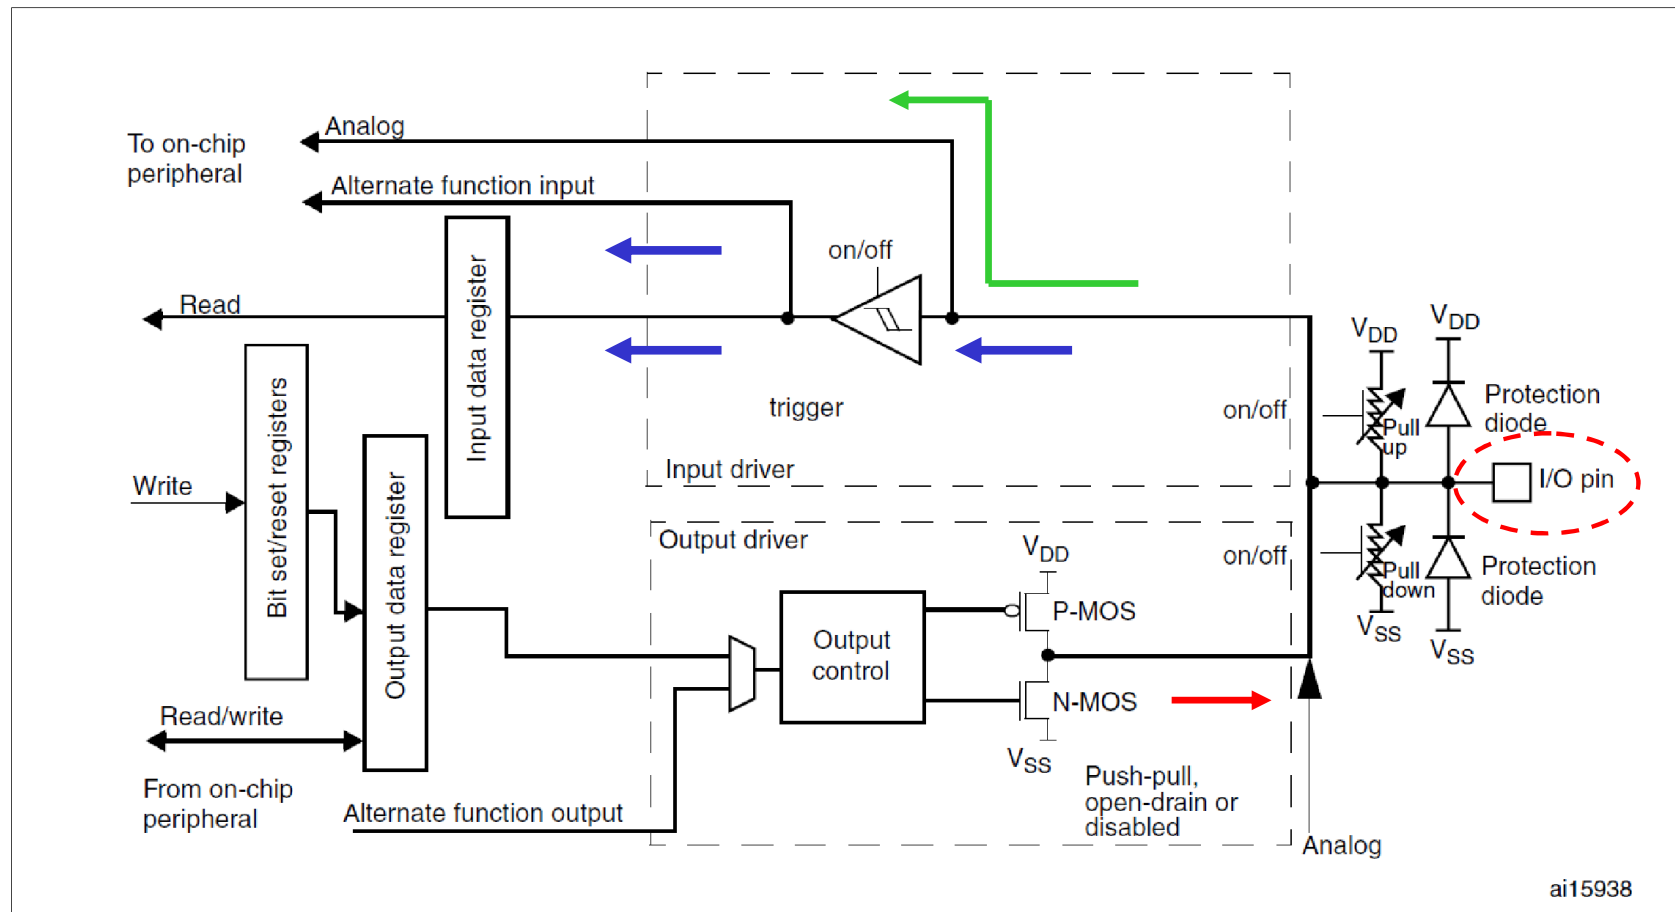 To on-chip
peripheral
Analog
Alternate function input
on/off
Read
Input data register
trigger
Input driver
on/off
VDD
VDD
Pull
up
Protection
diode
I/O pin
Write
Bit set/reset registers
Output data register
Output driver
VDD
P-MOS
Output
control
N-MOS
VSS
on/off
Pull
down
VSS
Protection
diode
VSS
Read/write
From on-chip
peripheral
Alternate function output
Push-pull,
open-drain or
disabled
Analog
ai15938